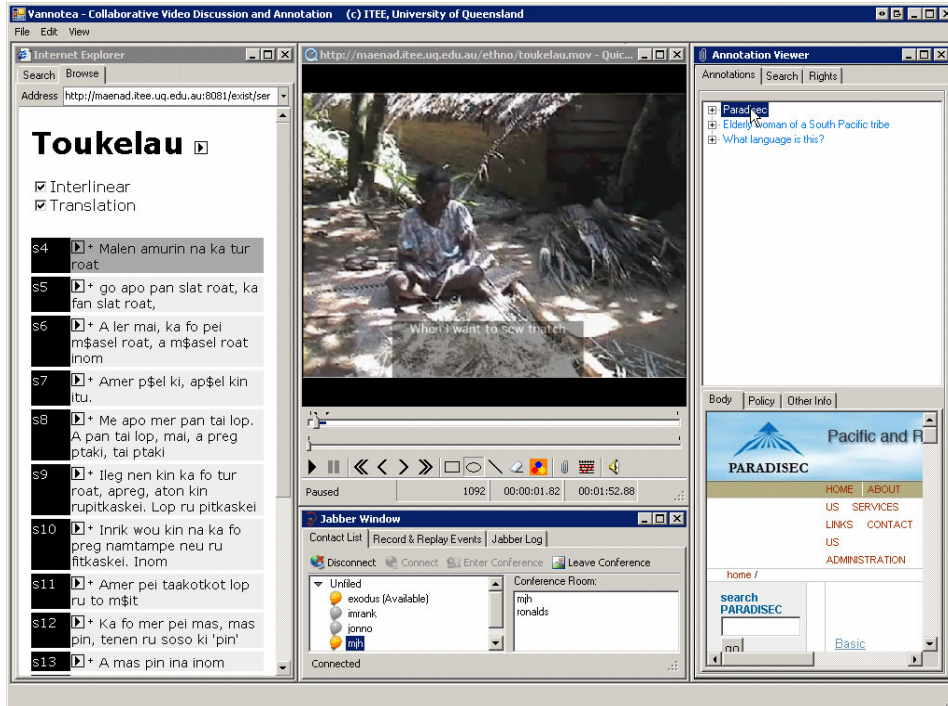 Vannotea - Collaborative Video Discussion and Annotation (c) ITEE, University of Queensland
File Edit View
Internet Explorer
Search Browse
Address http://maenad.itee.uq.edu.au:8081/exist/ser
Toukelau
Interlinear
Translation
s4 + Malen amurin na ka tur
roat
s5 + go apo pan slat roat, ka
fan slat roat,
s6 + A ler mai, ka fo pei
m$asel roat, a m$asel roat
inom
s7 + Amer p$el ki, ap$el kin
itu.
s8 + Me apo mer pan tai lop.
A pan tai lop, mai, a preg
ptaki, tai ptaki
s9 + Ileg nen kin ka fo tur
roat, apreg, aton kin
rupitkaskei. Lop ru pitkaskei
s10 + Inrik wou kin na ka fo
preg namtampe neu ru
fitkaskei. Inom
s11 + Amer pei taakotkot lop
ru to m$it
s12 + Ka fo mer pei mas, mas
pin, tenen ru soso ki 'pin'
s13 + A mas pin ina inom
http://maenad.itee.uq.edu.au/ethno/toukelau.mov - Quic...
When I want to sew thatch
Paused 1092 00:00:01.82 00:01:52.88
Jabber Window
Contact List Record & Replay Events Jabber Log
Disconnect Connect Enter Conference Leave Conference
Unfiled
exodus (Available)
imrank
jonno
mjh
Conference Room:
mjh
ronalds
Connected
Annotation Viewer
Annotations Search Rights
Paradisec
Elderly woman of a South Pacific tribe
What language is this?
Body Policy Other Info
PARADISEC
Pacific and R
HOME ABOUT
US SERVICES
LINKS CONTACT
US
ADMINISTRATION
home /
search
PARADISEC
go
Basic